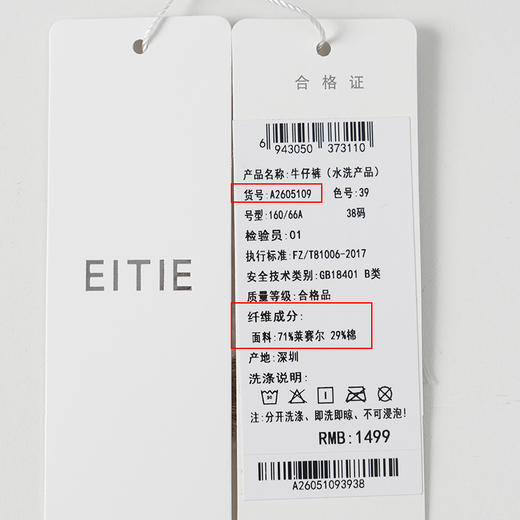 EITIE
合格证
6 943050 373110
产品名称:牛仔裤（水洗产品）
货号:A2605109 色号:39
号型:160/66A 38码
检验员:01
执行标准:FZ/T81006-2017
安全技术类别:GB18401 B类
质量等级:合格品
纤维成分:
面料:71%莱赛尔 29%棉
产地:深圳
洗涤说明:
注:分开洗涤、即洗即晾、不可浸泡!
RMB:1499
A26051093938